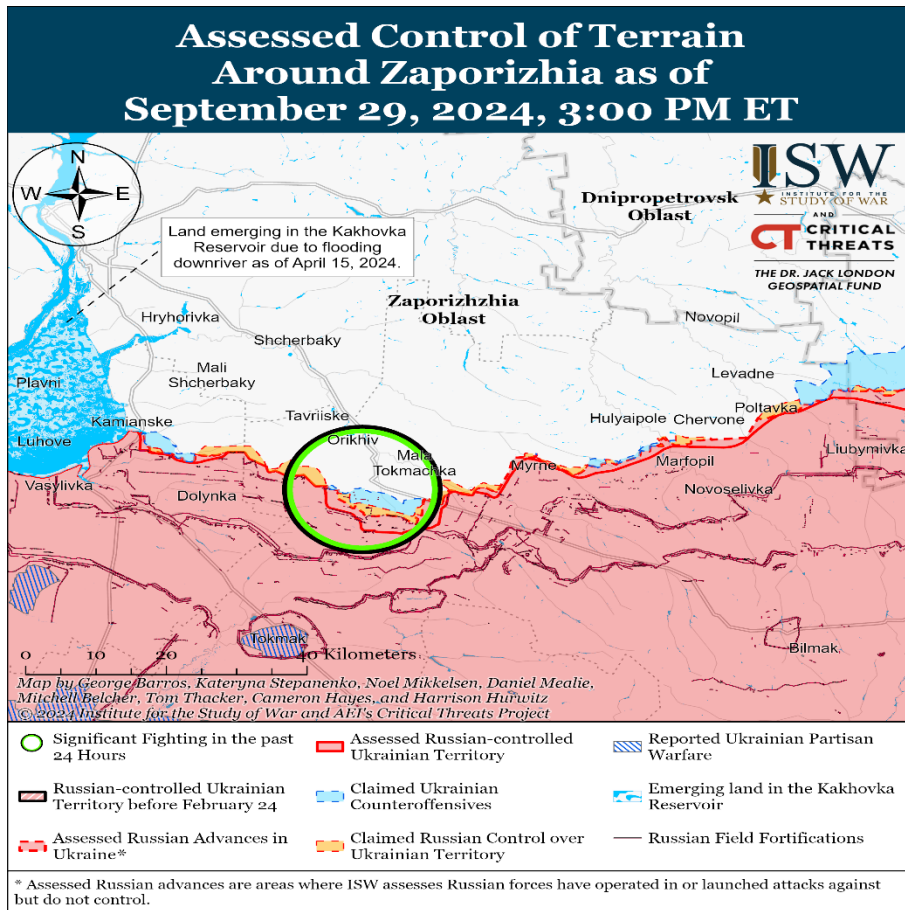 Assessed Control of Terrain
Around Zaporizhia as of
September 29, 2024, 3:00 PM ET
N
W E
S
Land emerging in the Kakhovka
Reservoir due to flooding
downriver as of April 15, 2024.
Dnipropetrovsk
Oblast
ISW
INSTITUTE FOR THE
STUDY OF WAR
AND
CT CRITICAL
THREATS
THE DR. JACK LONDON
GEOSPATIAL FUND
Zaporizhzhia
Oblast
Hryhorivka
Novopil
Shcherbaky
Mali
Shcherbaky
Levadne
Plavni
Tavriiske
Poltavka
Kamianske
Hulyaipole
Chervone
Luhove
Orikhiv
Mala
Tokmachka
Myrne
Marfopil
Liubymivka
Vasylivka
Dolynka
Novoselivka
Tokmak
Bilmak
0 20 40 Kilometers
Map by George Barros, Kateryna Stepanenko, Noel Mikkelsen, Daniel Mealie,
Mitchell Belcher, Tom Thacker, Cameron Hayes, and Harrison Hurwitz
© 2024 Institute for the Study of War and AEI's Critical Threats Project
Significant Fighting in the past
24 Hours
Assessed Russian-controlled
Ukrainian Territory
Reported Ukrainian Partisan
Warfare
Russian-controlled Ukrainian
Territory before February 24
Claimed Ukrainian
Counteroffensives
Emerging land in the Kakhovka
Reservoir
Assessed Russian Advances in
Ukraine*
Claimed Russian Control over
Ukrainian Territory
Russian Field Fortifications
* Assessed Russian advances are areas where ISW assesses Russian forces have operated in or launched attacks against
but do not control.